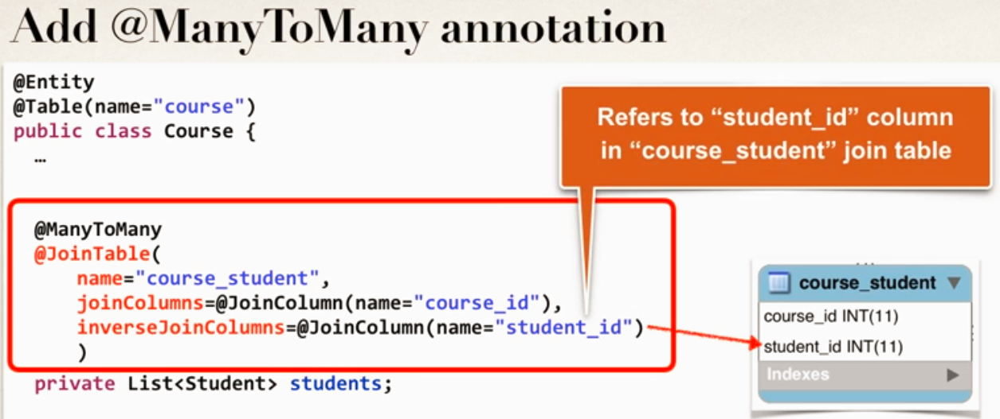 Add @ManyToMany annotation
@Entity
@Table(name="course")
public class Course {
…
Refers to “student_id” column
in “course_student” join table
@ManyToMany
@JoinTable(
name="course_student",
joinColumns=@JoinColumn(name="course_id"),
inverseJoinColumns=@JoinColumn(name="student_id")
)
private List<Student> students;
course_student
course_id INT(11)
student_id INT(11)
Indexes